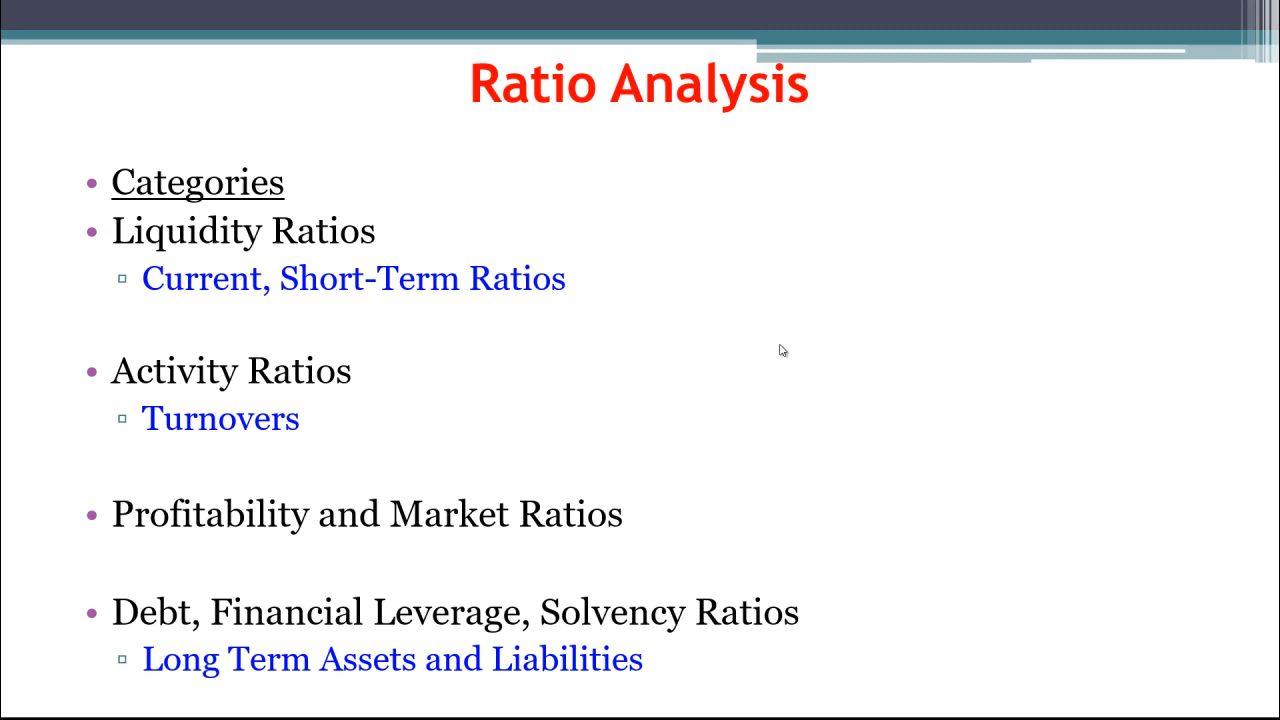 Ratio Analysis
Categories
Liquidity Ratios
Current, Short-Term Ratios
Activity Ratios
Turnovers
Profitability and Market Ratios
Debt, Financial Leverage, Solvency Ratios
Long Term Assets and Liabilities